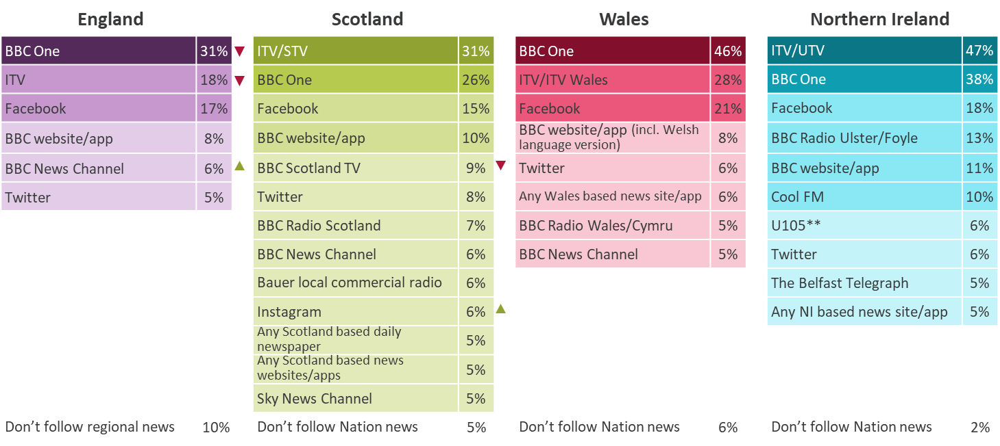 England
BBC One 31% ▼
ITV 18% ▼
Facebook 17%
BBC website/app 8%
BBC News Channel 6% ▲
Twitter 5%
Don’t follow regional news 10%
Scotland
ITV/STV 31%
BBC One 26%
Facebook 15%
BBC website/app 10%
BBC Scotland TV 9% ▼
Twitter 8%
BBC Radio Scotland 7%
BBC News Channel 6%
Bauer local commercial radio 6%
Instagram 6% ▲
Any Scotland based daily
newspaper 5%
Any Scotland based news
websites/apps 5%
Sky News Channel 5%
Don’t follow Nation news 5%
Wales
BBC One 46%
ITV/ITV Wales 28%
Facebook 21%
BBC website/app (incl. Welsh
language version) 8%
Twitter 6%
Any Wales based news site/app 6%
BBC Radio Wales/Cymru 5%
BBC News Channel 5%
Don’t follow Nation news 6%
Northern Ireland
ITV/UTV 47%
BBC One 38%
Facebook 18%
BBC Radio Ulster/Foyle 13%
BBC website/app 11%
Cool FM 10%
U105** 6%
Twitter 6%
The Belfast Telegraph 5%
Any NI based news site/app 5%
Don’t follow Nation news 2%